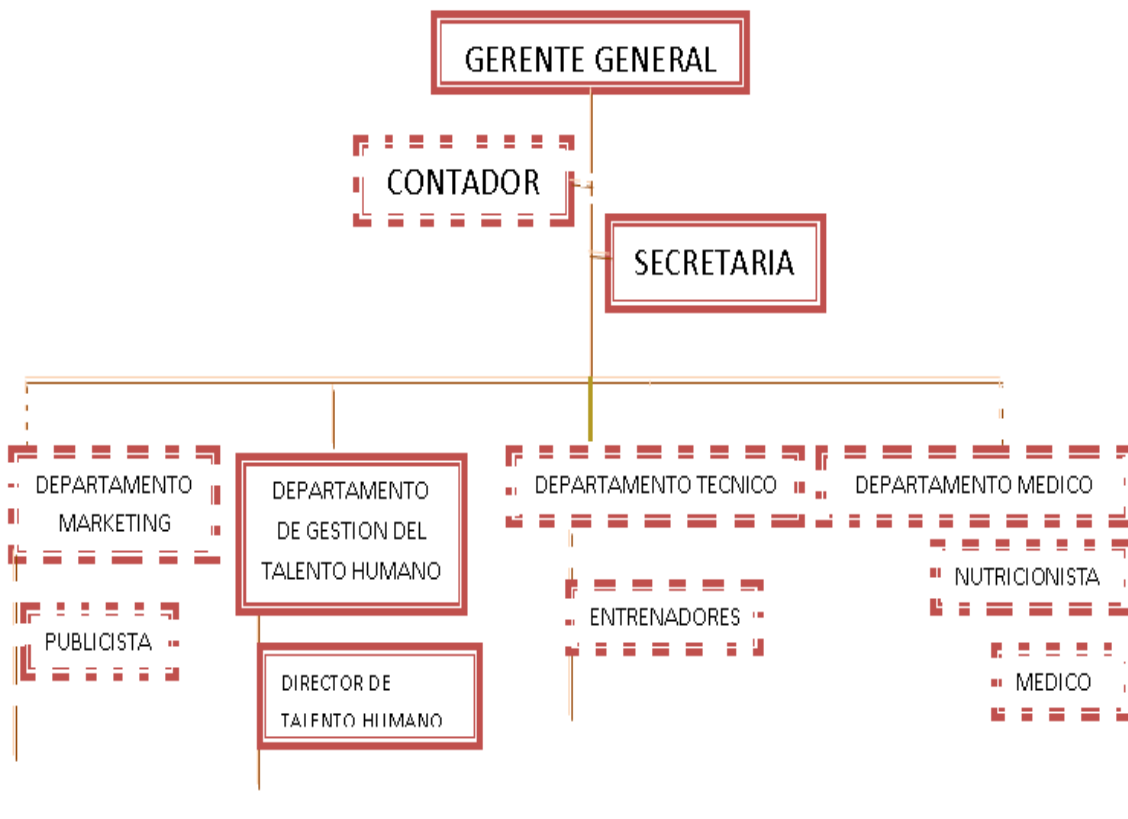 GERENTE GENERAL
CONTADOR
SECRETARIA
DEPARTAMENTO
MARKETING
DEPARTAMENTO
DE GESTION DEL
TALENTO HUMANO
DEPARTAMENTO TECNICO
DEPARTAMENTO MEDICO
NUTRICIONISTA
ENTRENADORES
PUBLICISTA
DIRECTOR DE
TALENTO HUMANO
MEDICO